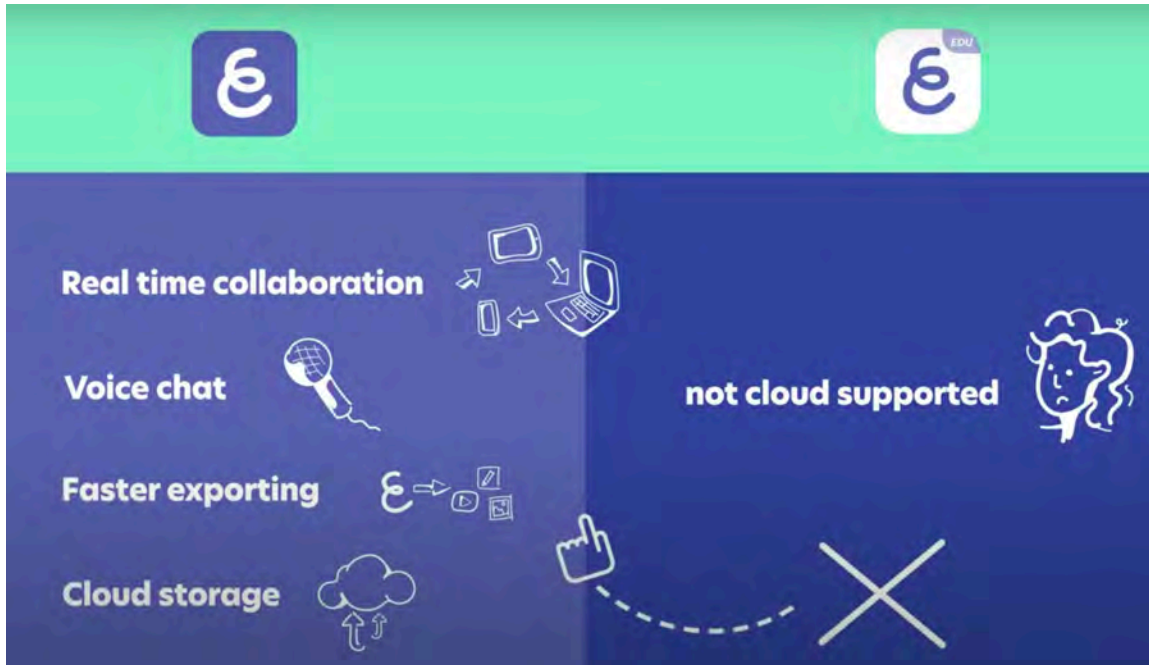 EDU
Real time collaboration
Voice chat
not cloud supported
Faster exporting
Cloud storage